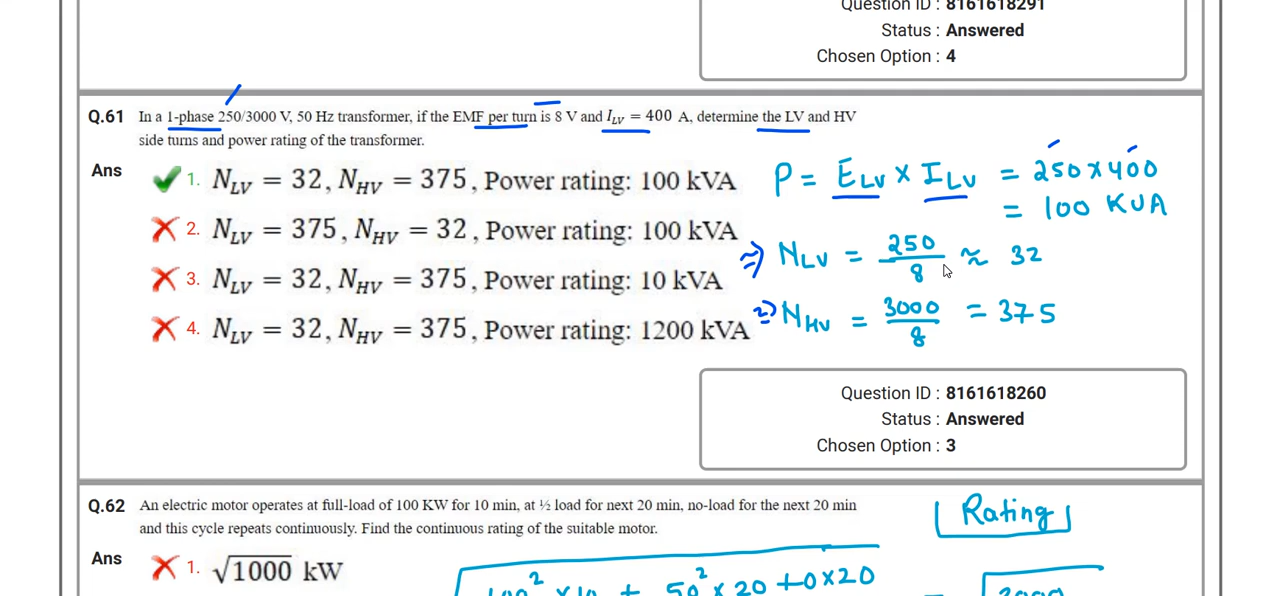 Question ID : 8161618291
Status : Answered
Chosen Option : 4
Q.61 In a 1-phase 250/3000 V, 50 Hz transformer, if the EMF per turn is 8 V and I_LV = 400 A, determine the LV and HV
side turns and power rating of the transformer.
Ans
1. N_LV = 32, N_HV = 375, Power rating: 100 kVA
2. N_LV = 375, N_HV = 32, Power rating: 100 kVA
3. N_LV = 32, N_HV = 375, Power rating: 10 kVA
4. N_LV = 32, N_HV = 375, Power rating: 1200 kVA
P = E_LV × I_LV = 250 × 400
= 100 KVA
⇒ N_LV = 250/8 ≈ 32
2) N_HV = 3000/8 = 375
Question ID : 8161618260
Status : Answered
Chosen Option : 3
Q.62 An electric motor operates at full-load of 100 KW for 10 min, at ½ load for next 20 min, no-load for the next 20 min
and this cycle repeats continuously. Find the continuous rating of the suitable motor.
[Rating]
Ans
1. √1000 kW
√100² × 10 + 50² × 20 + 0 × 20
= √